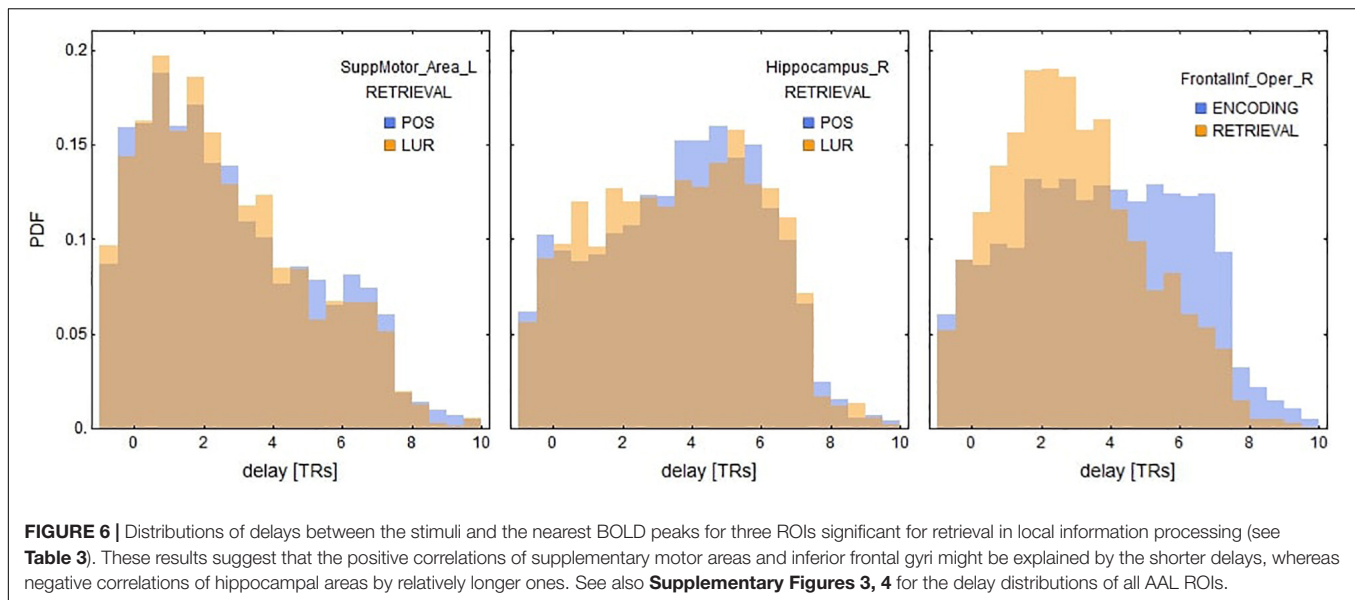 0.2
0.15
0.1
0.05
0.
PDF
SuppMotor_Area_L
RETRIEVAL
POS
LUR
0 2 4 6 8 10
delay [TRs]
Hippocampus_R
RETRIEVAL
POS
LUR
0 2 4 6 8 10
delay [TRs]
FrontalInf_Oper_R
ENCODING
RETRIEVAL
0 2 4 6 8 10
delay [TRs]
FIGURE 6 | Distributions of delays between the stimuli and the nearest BOLD peaks for three ROIs significant for retrieval in local information processing (see
Table 3). These results suggest that the positive correlations of supplementary motor areas and inferior frontal gyri might be explained by the shorter delays, whereas
negative correlations of hippocampal areas by relatively longer ones. See also Supplementary Figures 3, 4 for the delay distributions of all AAL ROIs.